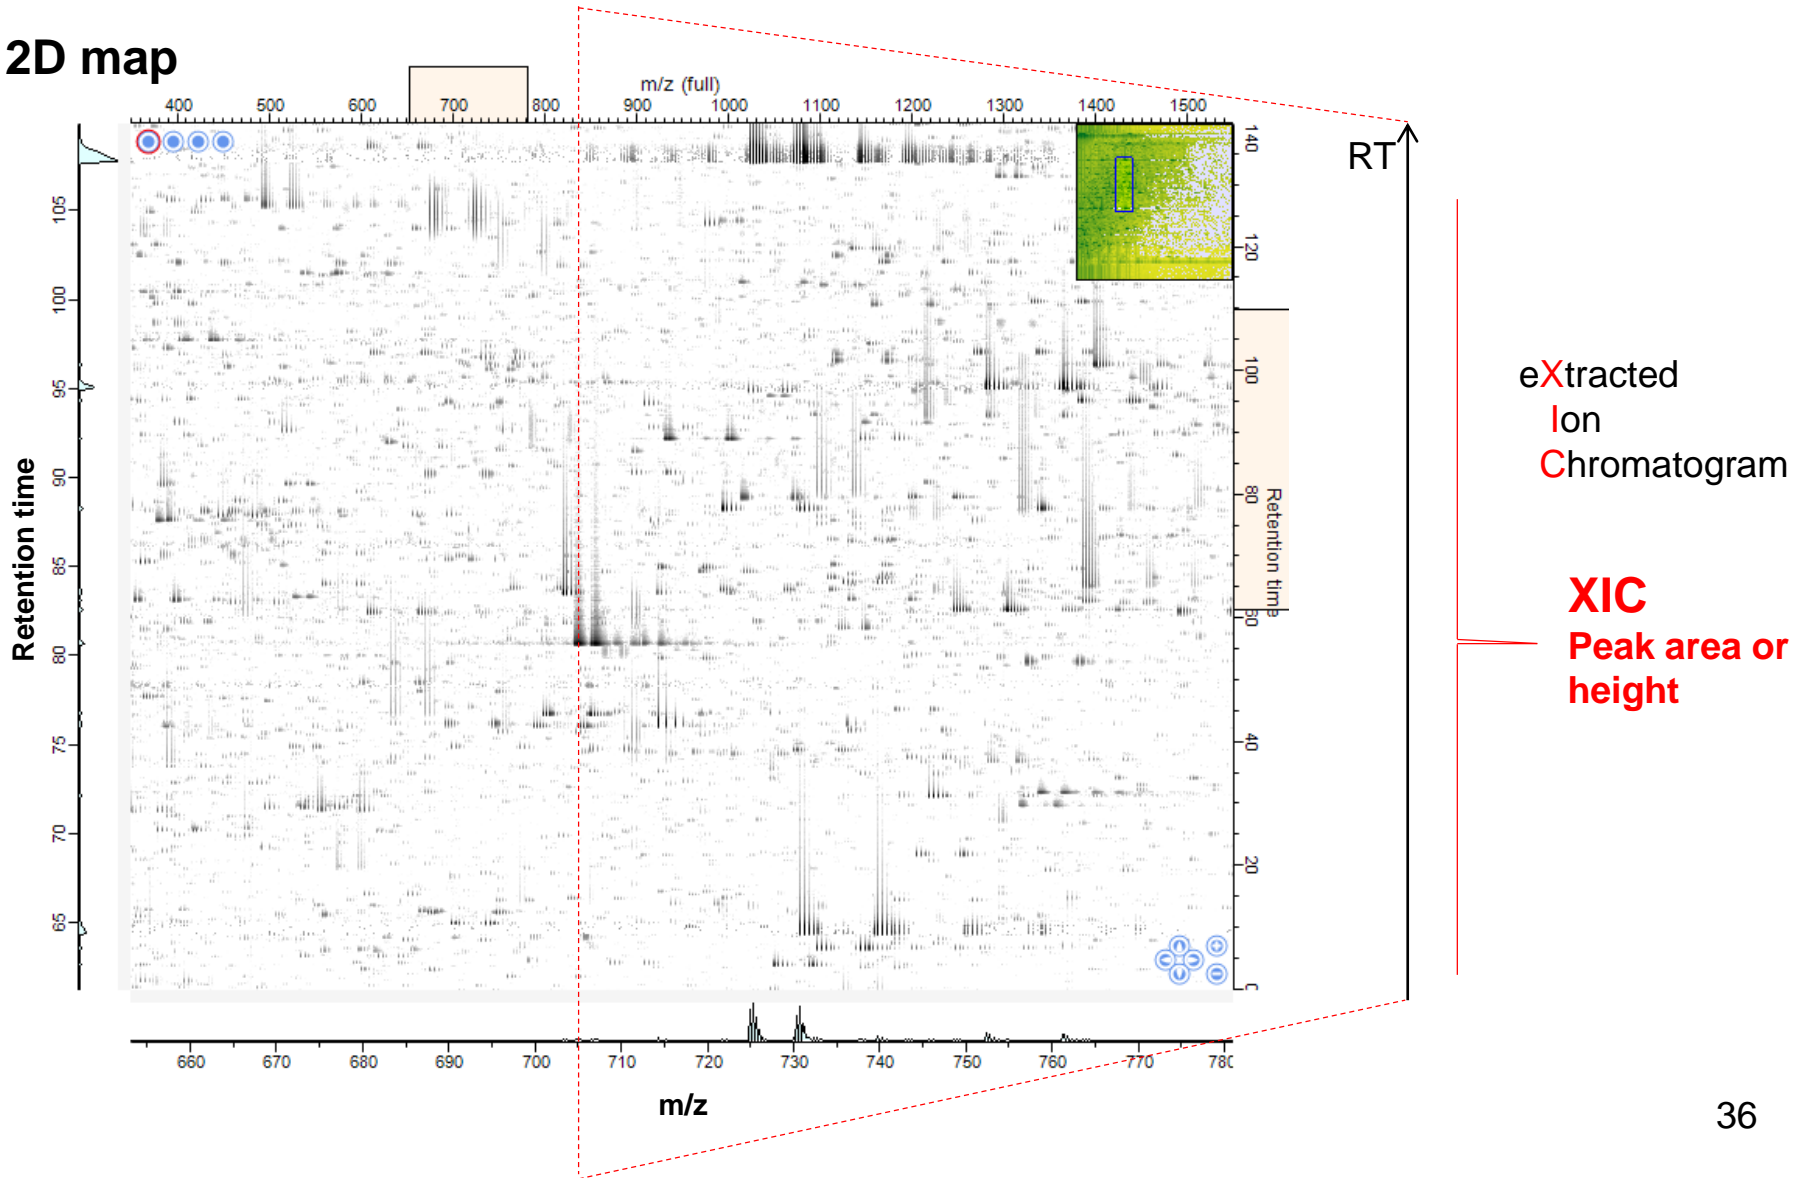 2D map
m/z (full)
400 500 600 700 800 900 1000 1100 1200 1300 1400 1500
RT
140
120
100
80
60
40
20
0
Retention time
105
100
95
90
85
80
75
70
65
Retention time
eXtracted
Ion
Chromatogram
XIC
Peak area or
height
660 670 680 690 700 710 720 730 740 750 760 770 780
m/z
36